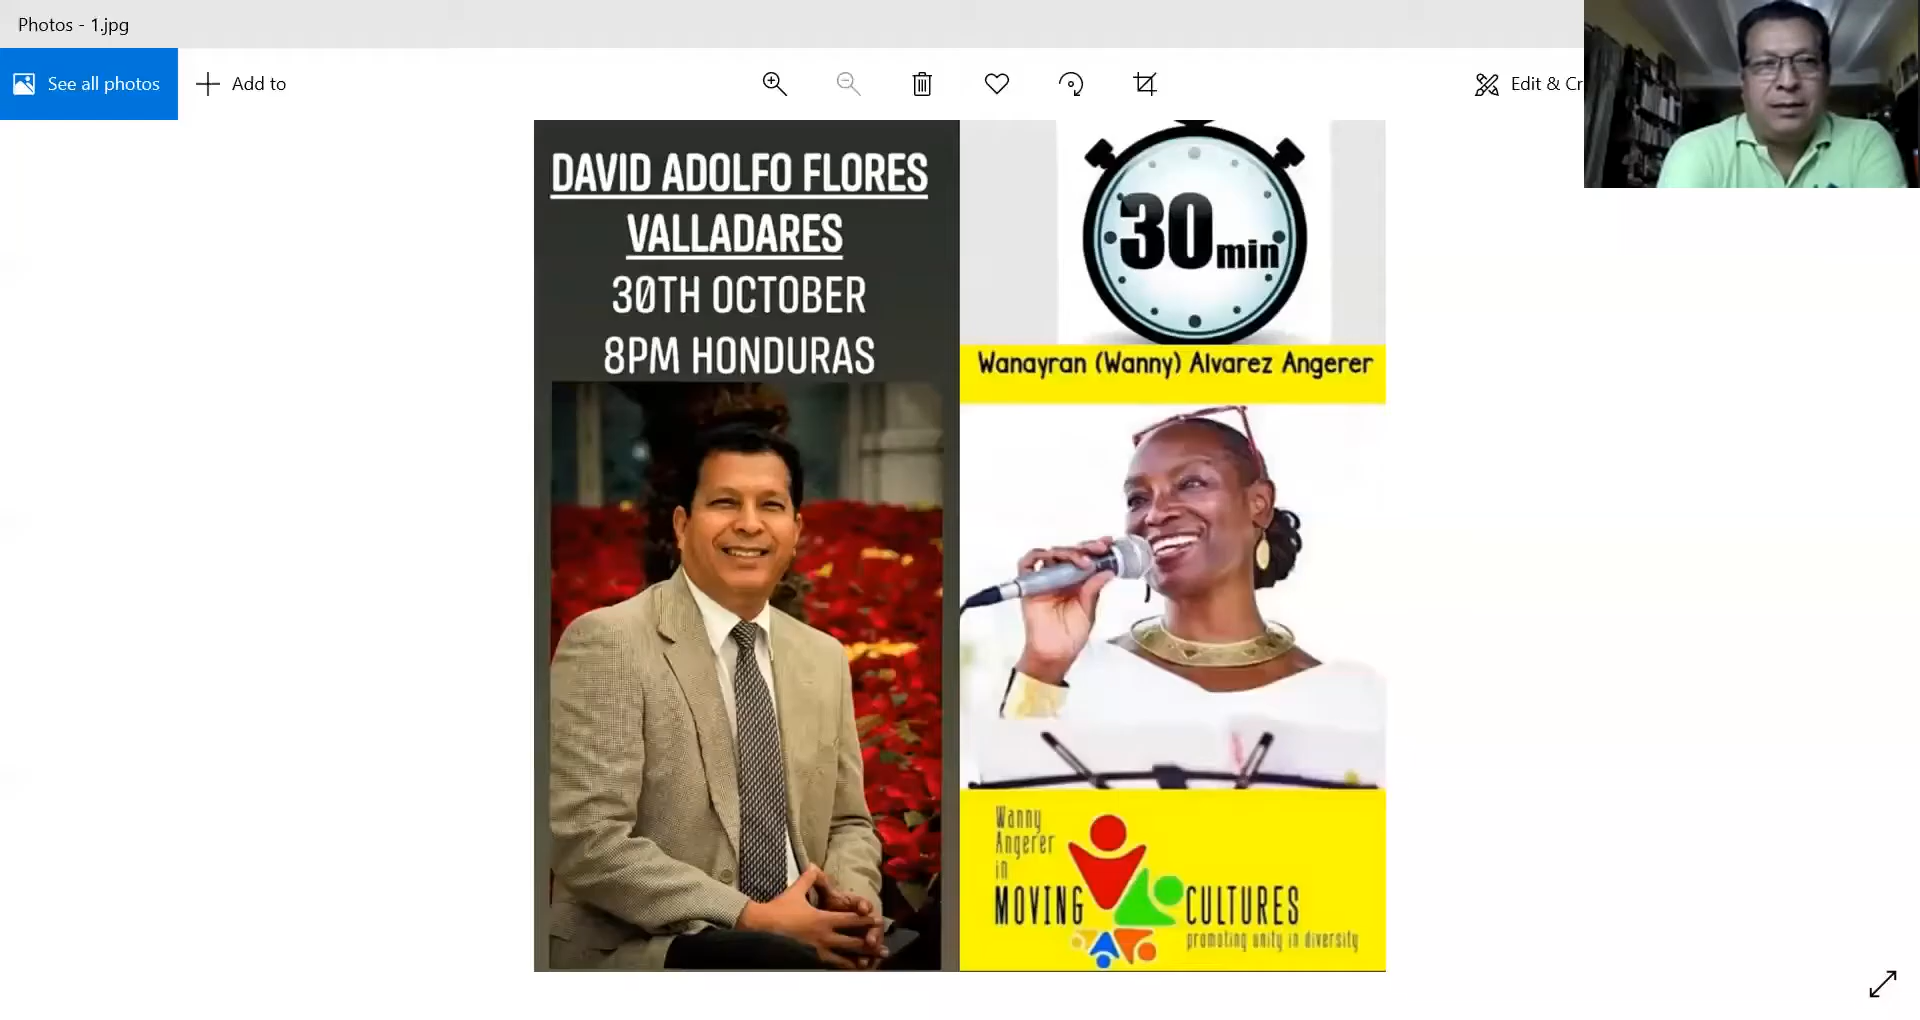 Photos - 1.jpg
See all photos
Add to
Edit & Cr
DAVID ADOLFO FLORES
VALLADARES
30TH OCTOBER
8PM HONDURAS
30min
Wanayran (Wanny) Alvarez Angerer
Wanny
Angerer
in
MOVING CULTURES
promoting unity in diversity